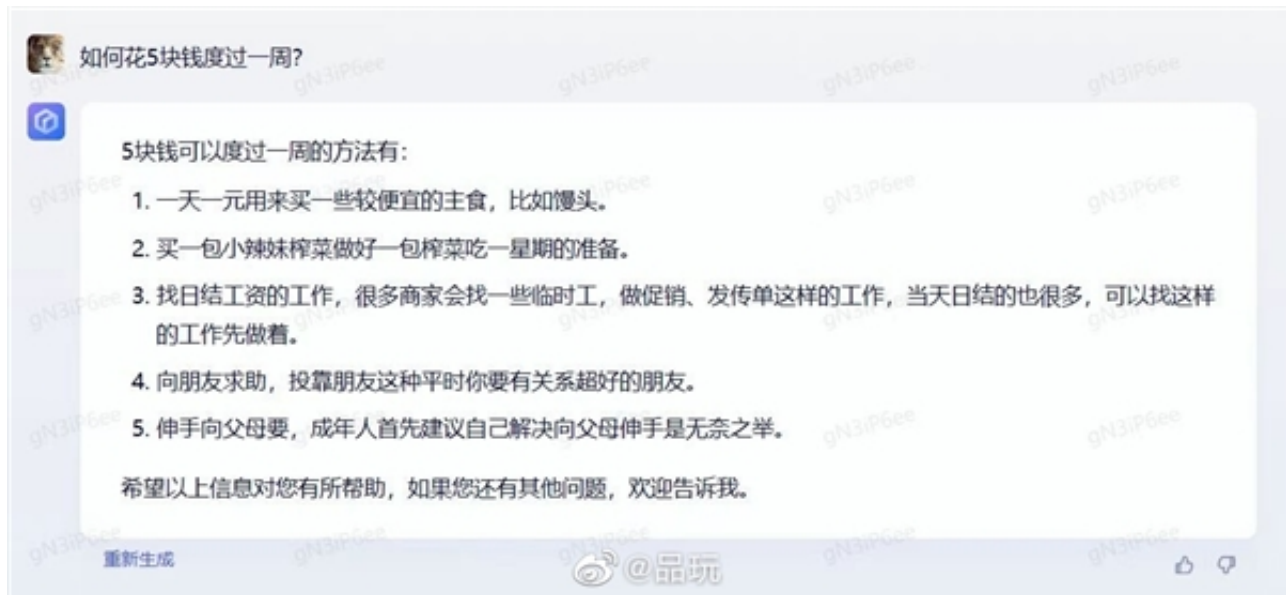 如何花5块钱度过一周?
5块钱可以度过一周的方法有:
1. 一天一元用来买一些较便宜的主食，比如馒头。
2. 买一包小辣妹榨菜做好一包榨菜吃一星期的准备。
3. 找日结工资的工作，很多商家会找一些临时工，做促销、发传单这样的工作，当天日结的也很多，可以找这样
的工作先做着。
4. 向朋友求助，投靠朋友这种平时你要有关系超好的朋友。
5. 伸手向父母要，成年人首先建议自己解决向父母伸手是无奈之举。
希望以上信息对您有所帮助，如果您还有其他问题，欢迎告诉我。
重新生成
@品玩
gN3iP6ee